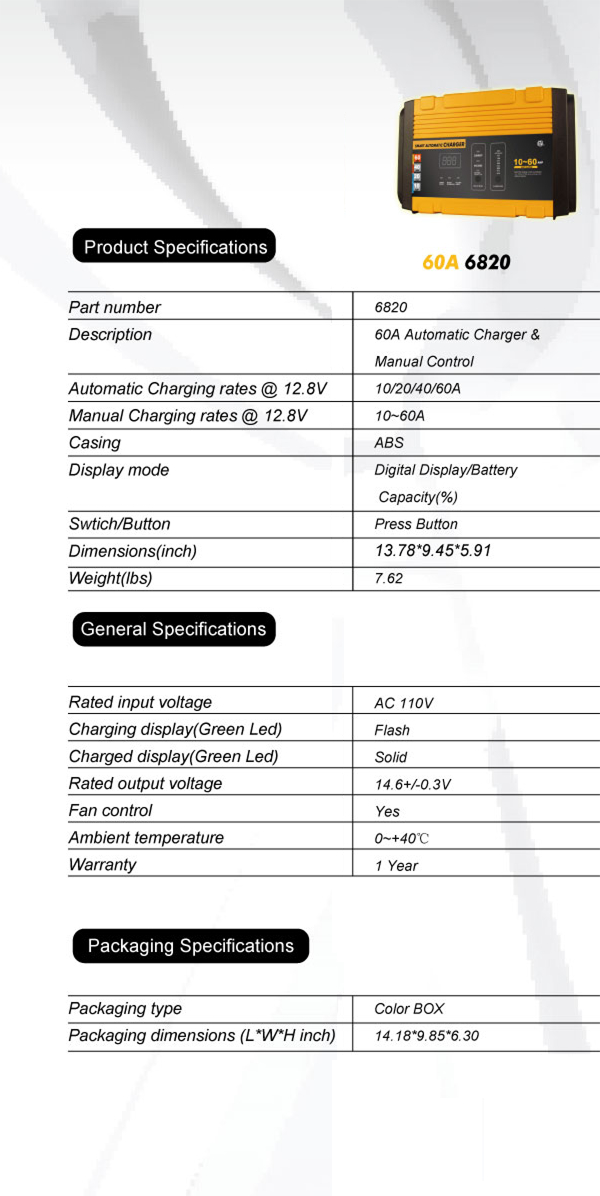 SMART AUTOMATIC CHARGER
10~60
Product Specifications
60A 6820
Part number 6820
Description 60A Automatic Charger &
Manual Control
Automatic Charging rates @ 12.8V 10/20/40/60A
Manual Charging rates @ 12.8V 10~60A
Casing ABS
Display mode Digital Display/Battery
Capacity(%)
Swtich/Button Press Button
Dimensions(inch) 13.78*9.45*5.91
Weight(lbs) 7.62
General Specifications
Rated input voltage AC 110V
Charging display(Green Led) Flash
Charged display(Green Led) Solid
Rated output voltage 14.6+/-0.3V
Fan control Yes
Ambient temperature 0~+40℃
Warranty 1 Year
Packaging Specifications
Packaging type Color BOX
Packaging dimensions (L*W*H inch) 14.18*9.85*6.30